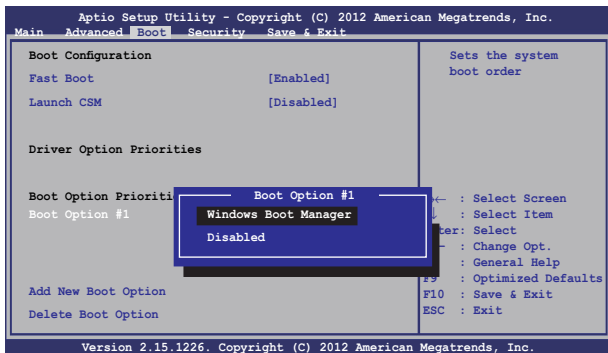 Aptio Setup Utility - Copyright (C) 2012 American Megatrends, Inc.
Main Advanced Boot Security Save & Exit
Boot Configuration
Fast Boot [Enabled]
Launch CSM [Disabled]
Driver Option Priorities
Boot Option Prioriti
Boot Option #1
Boot Option #1
Windows Boot Manager
Disabled
Add New Boot Option
Delete Boot Option
Sets the system
boot order
→← : Select Screen
↓ : Select Item
ter: Select
- : Change Opt.
: General Help
F9 : Optimized Defaults
F10 : Save & Exit
ESC : Exit
Version 2.15.1226. Copyright (C) 2012 American Megatrends, Inc.